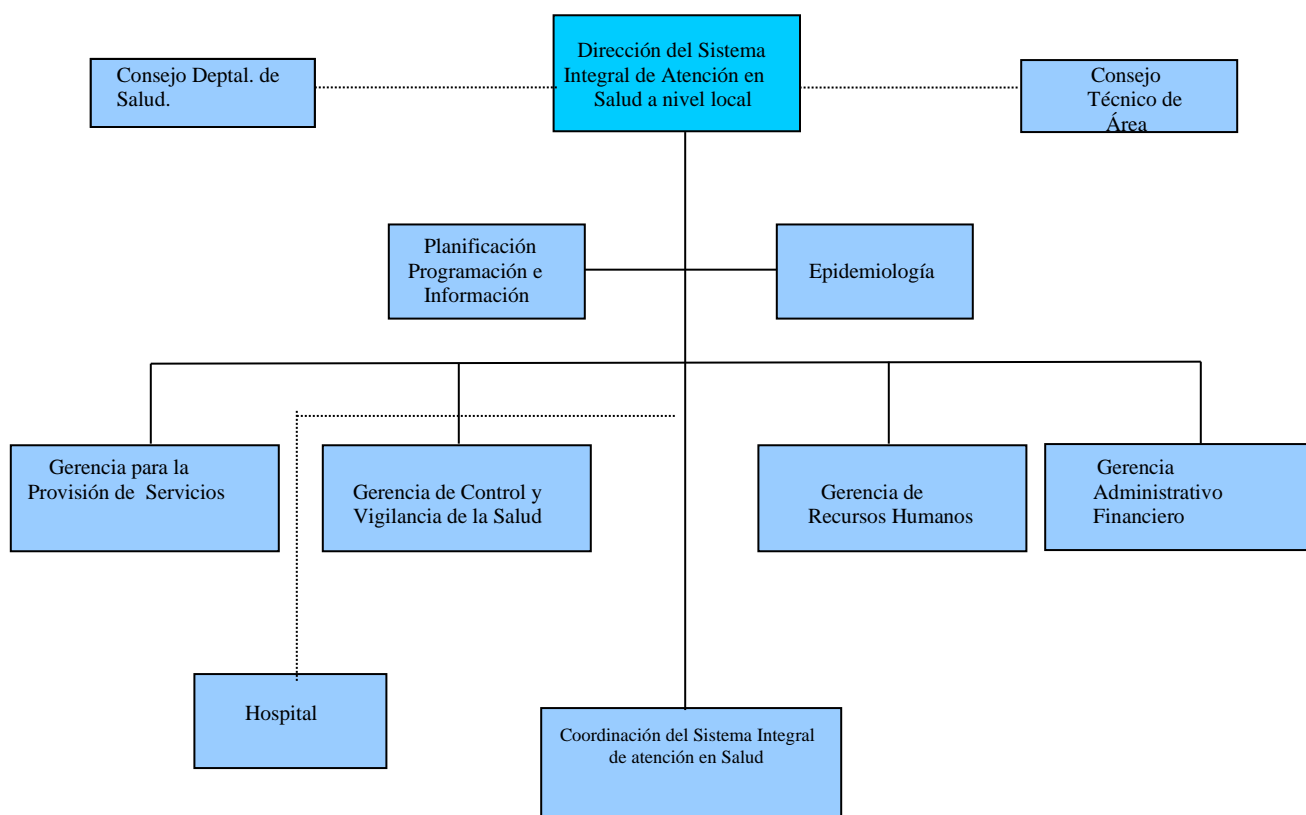 Dirección del Sistema
Integral de Atención en
Salud a nivel local
Consejo Deptal. de
Salud.
Consejo
Técnico de
Área
Planificación
Programación e
Información
Epidemiología
Gerencia para la
Provisión de Servicios
Gerencia de Control y
Vigilancia de la Salud
Gerencia de
Recursos Humanos
Gerencia
Administrativo
Financiero
Hospital
Coordinación del Sistema Integral
de atención en Salud